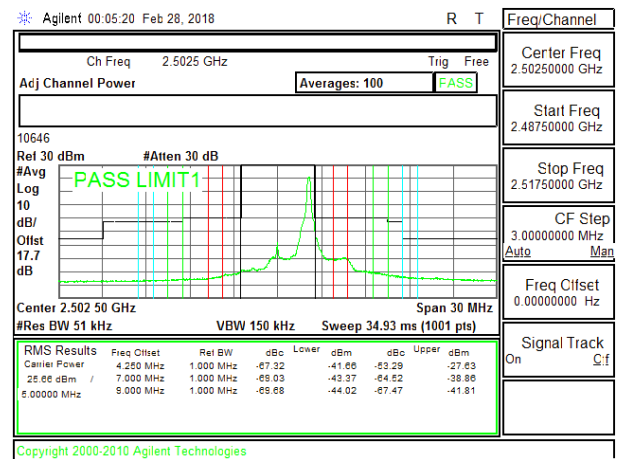 Agilent 00:05:20 Feb 28, 2018 R T
Freq/Channel
Ch Freq 2.5025 GHz Trig Free
Adj Channel Power Averages: 100 PASS
Center Freq
2.50250000 GHz
Start Freq
2.48750000 GHz
Stop Freq
2.51750000 GHz
CF Step
3.00000000 MHz
Auto Man
Freq Offset
0.00000000 Hz
Signal Track
On Off
10646
Ref 30 dBm #Atten 30 dB
#Avg
Log
10
dB/
Offst
17.7
dB
PASS LIMIT1
Center 2.502 50 GHz Span 30 MHz
#Res BW 51 kHz VBW 150 kHz Sweep 34.93 ms (1001 pts)
RMS Results Freq Offset Ref BW dBc Lower dBm dBc Upper dBm
Carrier Power 4.250 MHz 1.000 MHz -67.32 -41.66 -53.29 -27.63
25.66 dBm / 7.000 MHz 1.000 MHz -69.03 -43.37 -64.52 -38.86
5.00000 MHz 9.000 MHz 1.000 MHz -69.68 -44.02 -67.47 -41.81
Copyright 2000-2010 Agilent Technologies